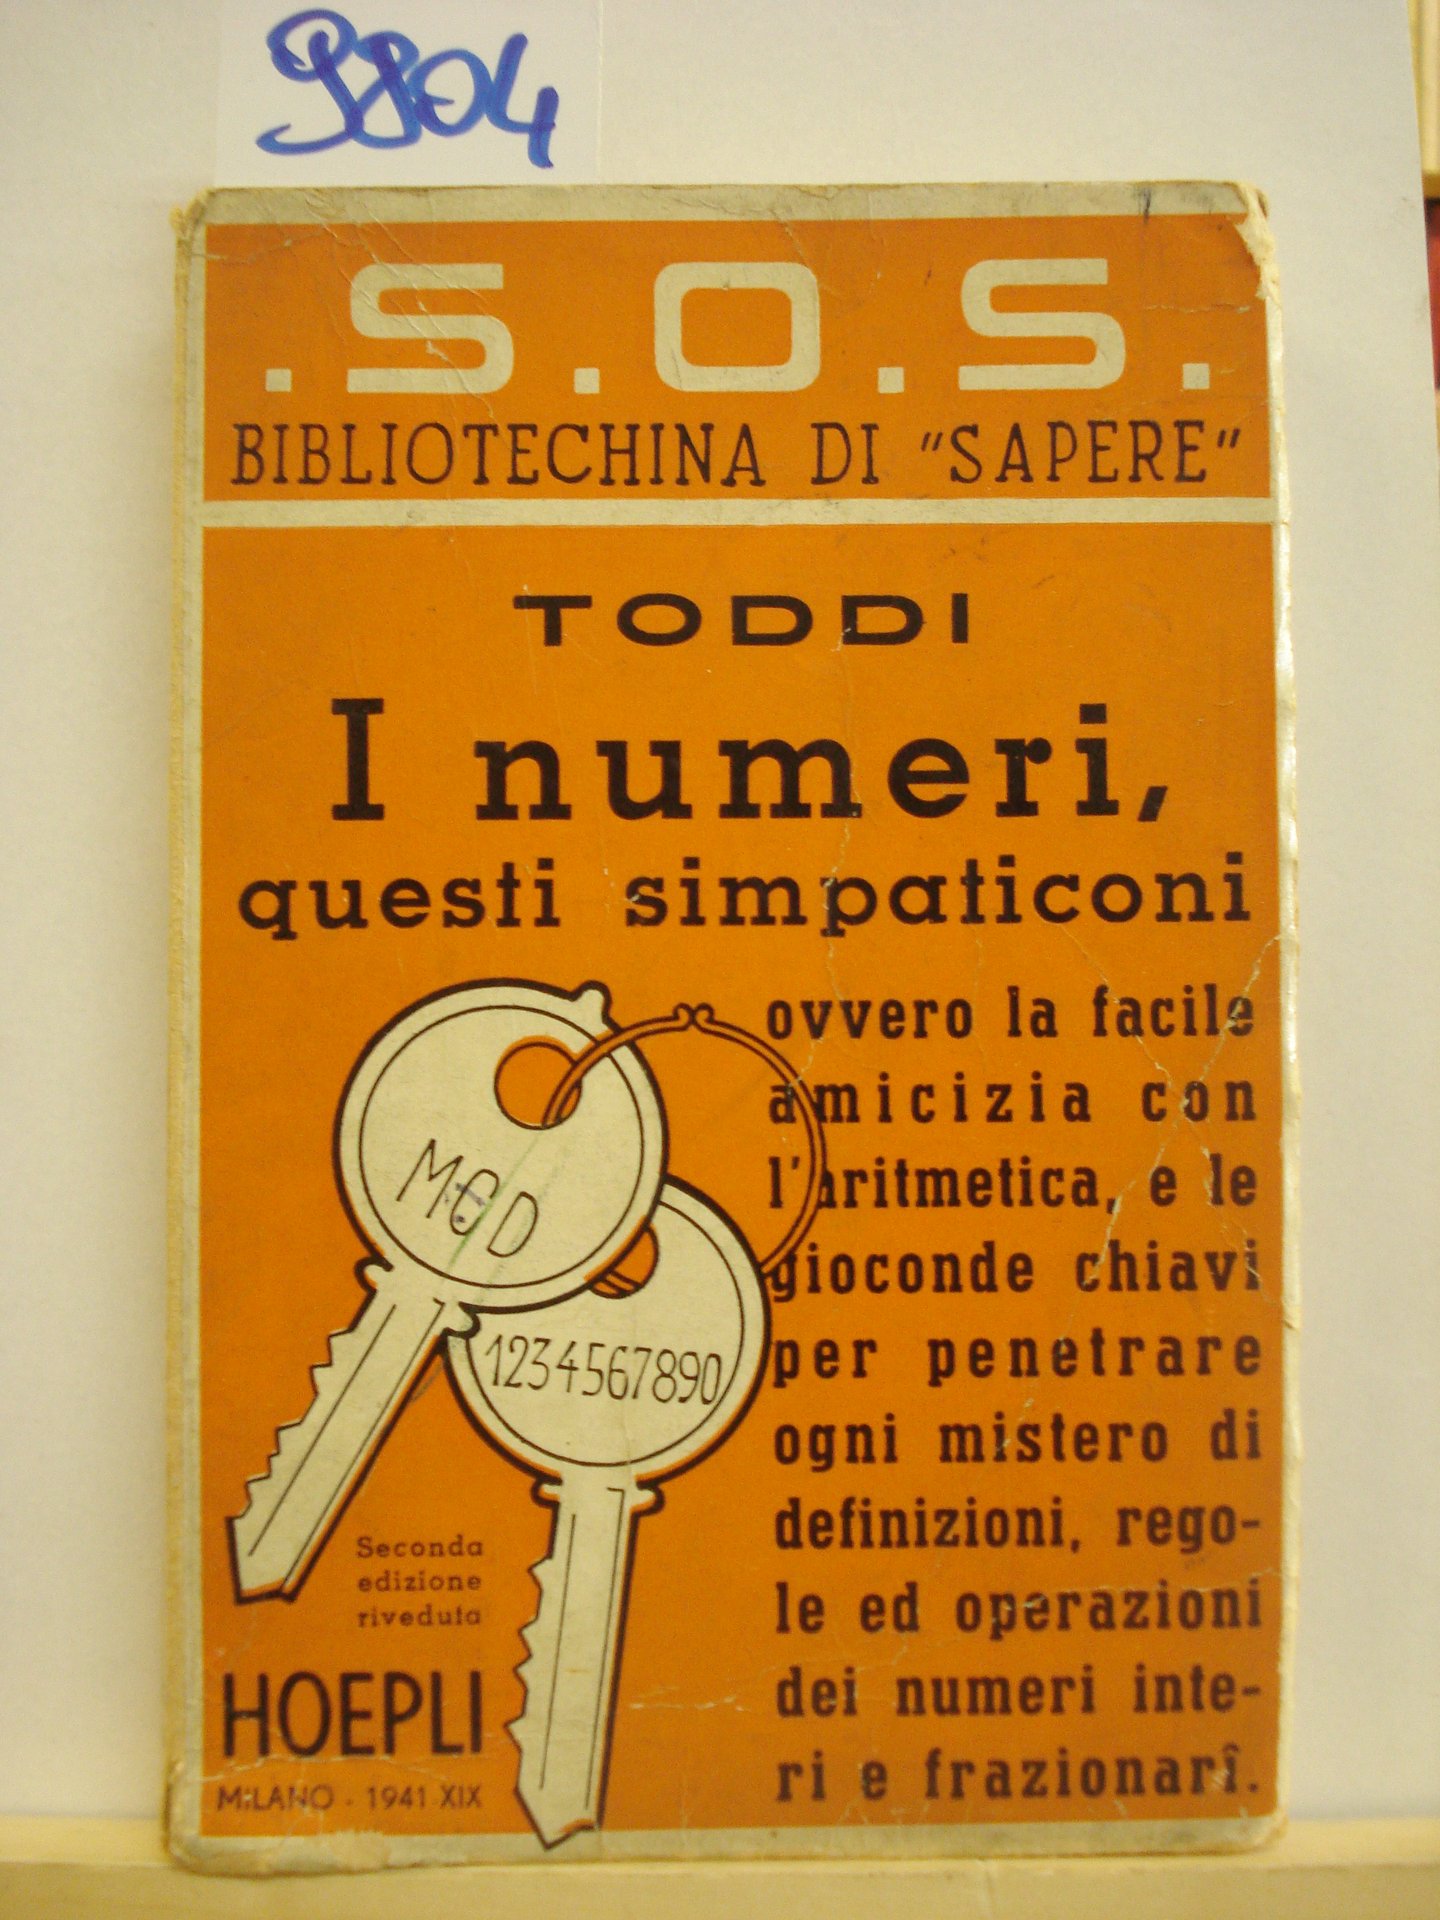 9804
.S.O.S.
BIBLIOTECHINA DI "SAPERE"
TODDI
I numeri,
questi simpaticoni
ovvero la facile
amicizia con
l'aritmetica, e le
gioconde chiavi
per penetrare
ogni mistero di
definizioni, rego-
le ed operazioni
dei numeri inte-
ri e frazionarî.
MCD
1234567890
Seconda
edizione
riveduta
HOEPLI
MILANO - 1941-XIX